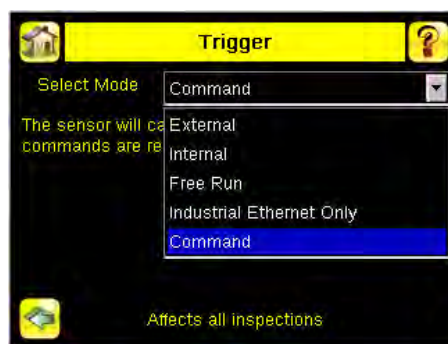 Trigger
?
Select Mode Command
The sensor will ca
commands are re
External
Internal
Free Run
Industrial Ethernet Only
Command
Affects all inspections